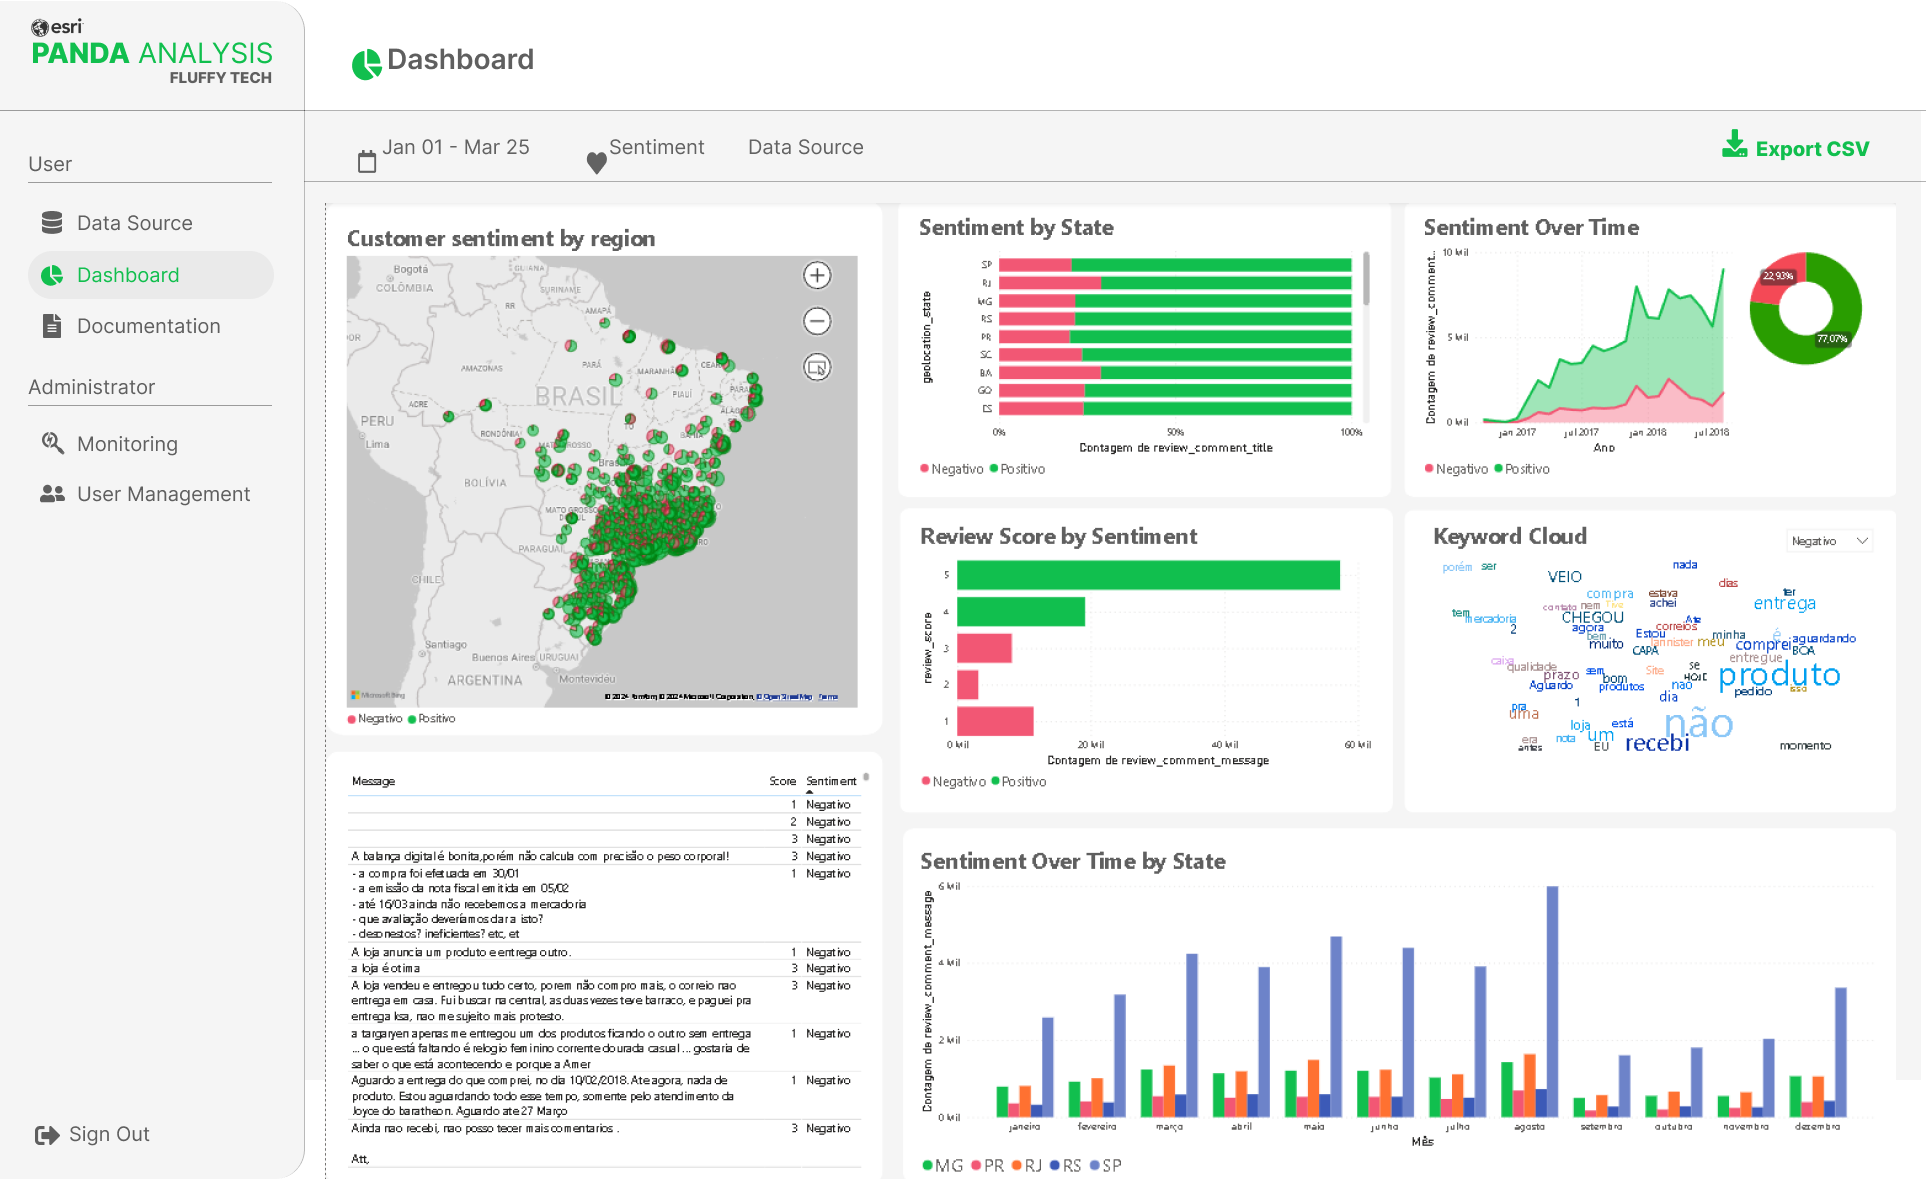 esri
PANDA ANALYSIS
FLUFFY TECH
User
Data Source
Dashboard
Documentation
Administrator
Monitoring
User Management
Sign Out
Dashboard
Jan 01 - Mar 25
Sentiment
Data Source
Export CSV
Customer sentiment by region
Bogotá
COLÔMBIA
GUIANA
SURINAME
RR
AMAPÁ
AMAZONAS
PARÁ
MARANHÃ
CEAR
BRASIL
PIAUÍ
PARAÍ
ALAGO
ACRE
PERU
Lima
RONDÔNIA
MATO GROSSO
BAHIA
Bras
BOLÍVIA
MATO GROSSO
DO SUL
PARAGUAI
CHILE
Santiago
Buenos Aires
URUGUAI
ARGENTINA
Montevidéu
Microsoft Bing
© 2024 TomTom, © 2024 Microsoft Corporation, © OpenStreetMap Terms
Negativo Positivo
Message Score Sentiment
1 Negativo
2 Negativo
3 Negativo
A balança digital é bonita,porém não calcula com precisão o peso corporal! 3 Negativo
- a compra foi efetuada em 30/01 1 Negativo
- a emissão da nota fiscal emitida em 05/02
- até 16/03 ainda não recebemos a mercadoria
- que avaliação deveríamos dar a isto?
- desonestos? ineficientes? etc, et
A loja anuncia um produto e entrega outro. 1 Negativo
a loja é otima 3 Negativo
A loja vendeu e entregou tudo certo, porem não compro mais, o correio nao 3 Negativo
entrega em casa. Fui buscar na central, as duas vezes teve barraco, e paguei pra
entrega ksa, nao me sujeito mais protesto.
a targaryen apenas me entregou um dos produtos ficando o outro sem entrega 1 Negativo
... o que está faltando é relogio feminino corrente dourada casual ... gostaria de
saber o que está acontecendo e porque a Amer
Aguardo a entrega do que comprei, no dia 10/02/2018. Ate agora, nada de 1 Negativo
produto. Estou aguardando todo esse tempo, somente pelo atendimento da
Joyce do baratheon. Aguardo ate 27 Março
Ainda nao recebi, nao posso tecer mais comentarios . 3 Negativo
Att,
Sentiment by State
geolocation_state
SP
RJ
MG
RS
PR
SC
BA
GO
ES
0% 50% 100%
Contagem de review_comment_title
Negativo Positivo
Sentiment Over Time
Contagem de review_comment...
10 Mil
5 Mil
0 Mil
jan 2017 jul 2017 jan 2018 jul 2018
Ano
Negativo Positivo
22,93%
77,07%
Review Score by Sentiment
review_score
5
4
3
2
1
0 Mil 20 Mil 40 Mil 60 Mil
Contagem de review_comment_message
Negativo Positivo
Keyword Cloud
Negativo
porém ser nada
VEIO dias
compra estava ter
contato nem Tive achei entrega
tem mercadoria CHEGOU Ate
2 agora correios
bem Estou minha é aguardando
muito lannister meu comprei
CAPA BOA
caixa entregue
qualidade Site se
prazo sem HOJE produto
Aguardo bom nao
produtos pedido isso
1 dia
pra
uma não
loja está
nota um
era EU recebi momento
antes
Sentiment Over Time by State
Contagem de review_comment_message
6 Mil
4 Mil
2 Mil
0 Mil
janeiro fevereiro março abril maio junho julho agosto setembro outubro novembro dezembro
Mês
MG PR RJ RS SP